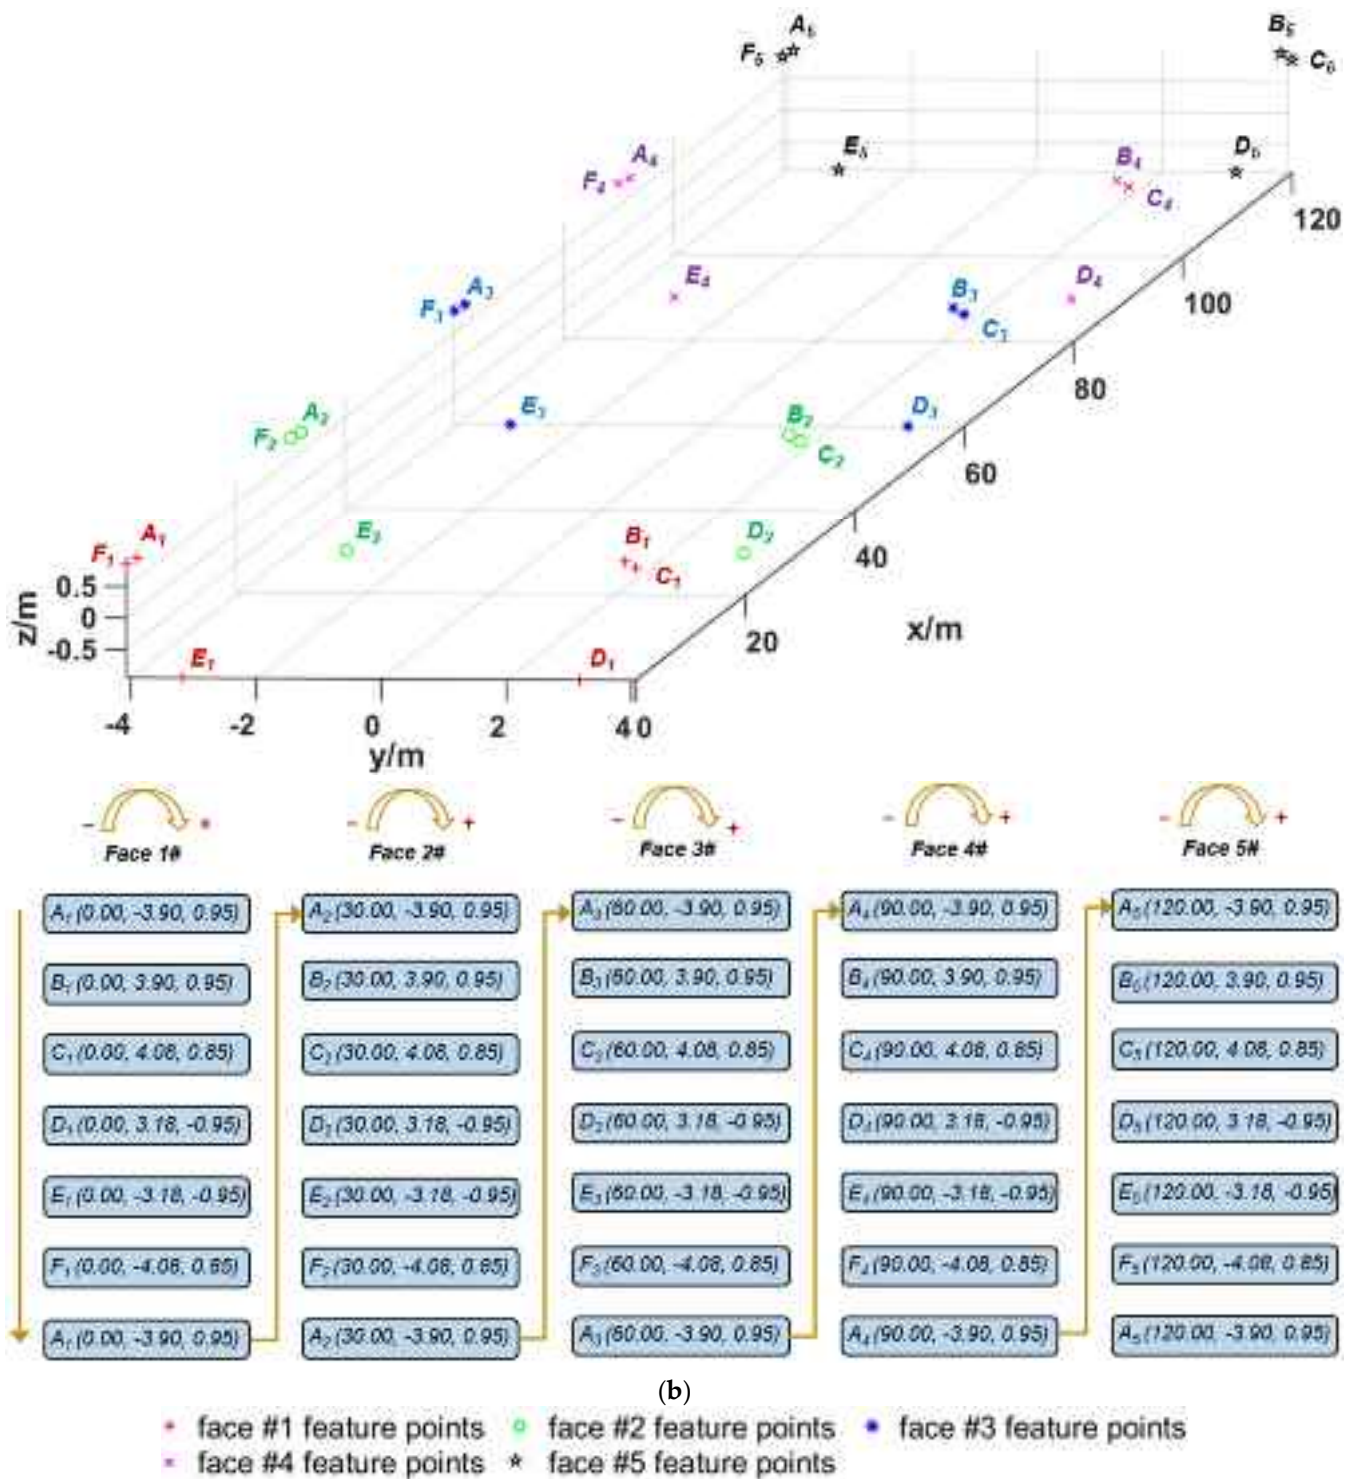 A5 B5
F5 C5
E5 D5
A4 B4
F4 C4
120
E4 D4
A3 B3
F3 C3
100
80
E3 D3
A2 B2
F2 C2
60
E2 D2
A1 B1
F1 C1
40
0.5
0
-0.5
z/m
x/m
20
E1 D1
-4 -2 0 2 4 0
y/m
- + - + - + - + - +
Face 1# Face 2# Face 3# Face 4# Face 5#
A1 (0.00, -3.90, 0.95) A2 (30.00, -3.90, 0.95) A3 (60.00, -3.90, 0.95) A4 (90.00, -3.90, 0.95) A5 (120.00, -3.90, 0.95)
B1 (0.00, 3.90, 0.95) B2 (30.00, 3.90, 0.95) B3 (60.00, 3.90, 0.95) B4 (90.00, 3.90, 0.95) B5 (120.00, 3.90, 0.95)
C1 (0.00, 4.08, 0.85) C2 (30.00, 4.08, 0.85) C3 (60.00, 4.08, 0.85) C4 (90.00, 4.08, 0.85) C5 (120.00, 4.08, 0.85)
D1 (0.00, 3.18, -0.95) D2 (30.00, 3.18, -0.95) D3 (60.00, 3.18, -0.95) D4 (90.00, 3.18, -0.95) D5 (120.00, 3.18, -0.95)
E1 (0.00, -3.18, -0.95) E2 (30.00, -3.18, -0.95) E3 (60.00, -3.18, -0.95) E4 (90.00, -3.18, -0.95) E5 (120.00, -3.18, -0.95)
F1 (0.00, -4.08, 0.85) F2 (30.00, -4.08, 0.85) F3 (60.00, -4.08, 0.85) F4 (90.00, -4.08, 0.85) F5 (120.00, -4.08, 0.85)
A1 (0.00, -3.90, 0.95) A2 (30.00, -3.90, 0.95) A3 (60.00, -3.90, 0.95) A4 (90.00, -3.90, 0.95) A5 (120.00, -3.90, 0.95)
(b)
face #1 feature points face #2 feature points face #3 feature points
face #4 feature points face #5 feature points